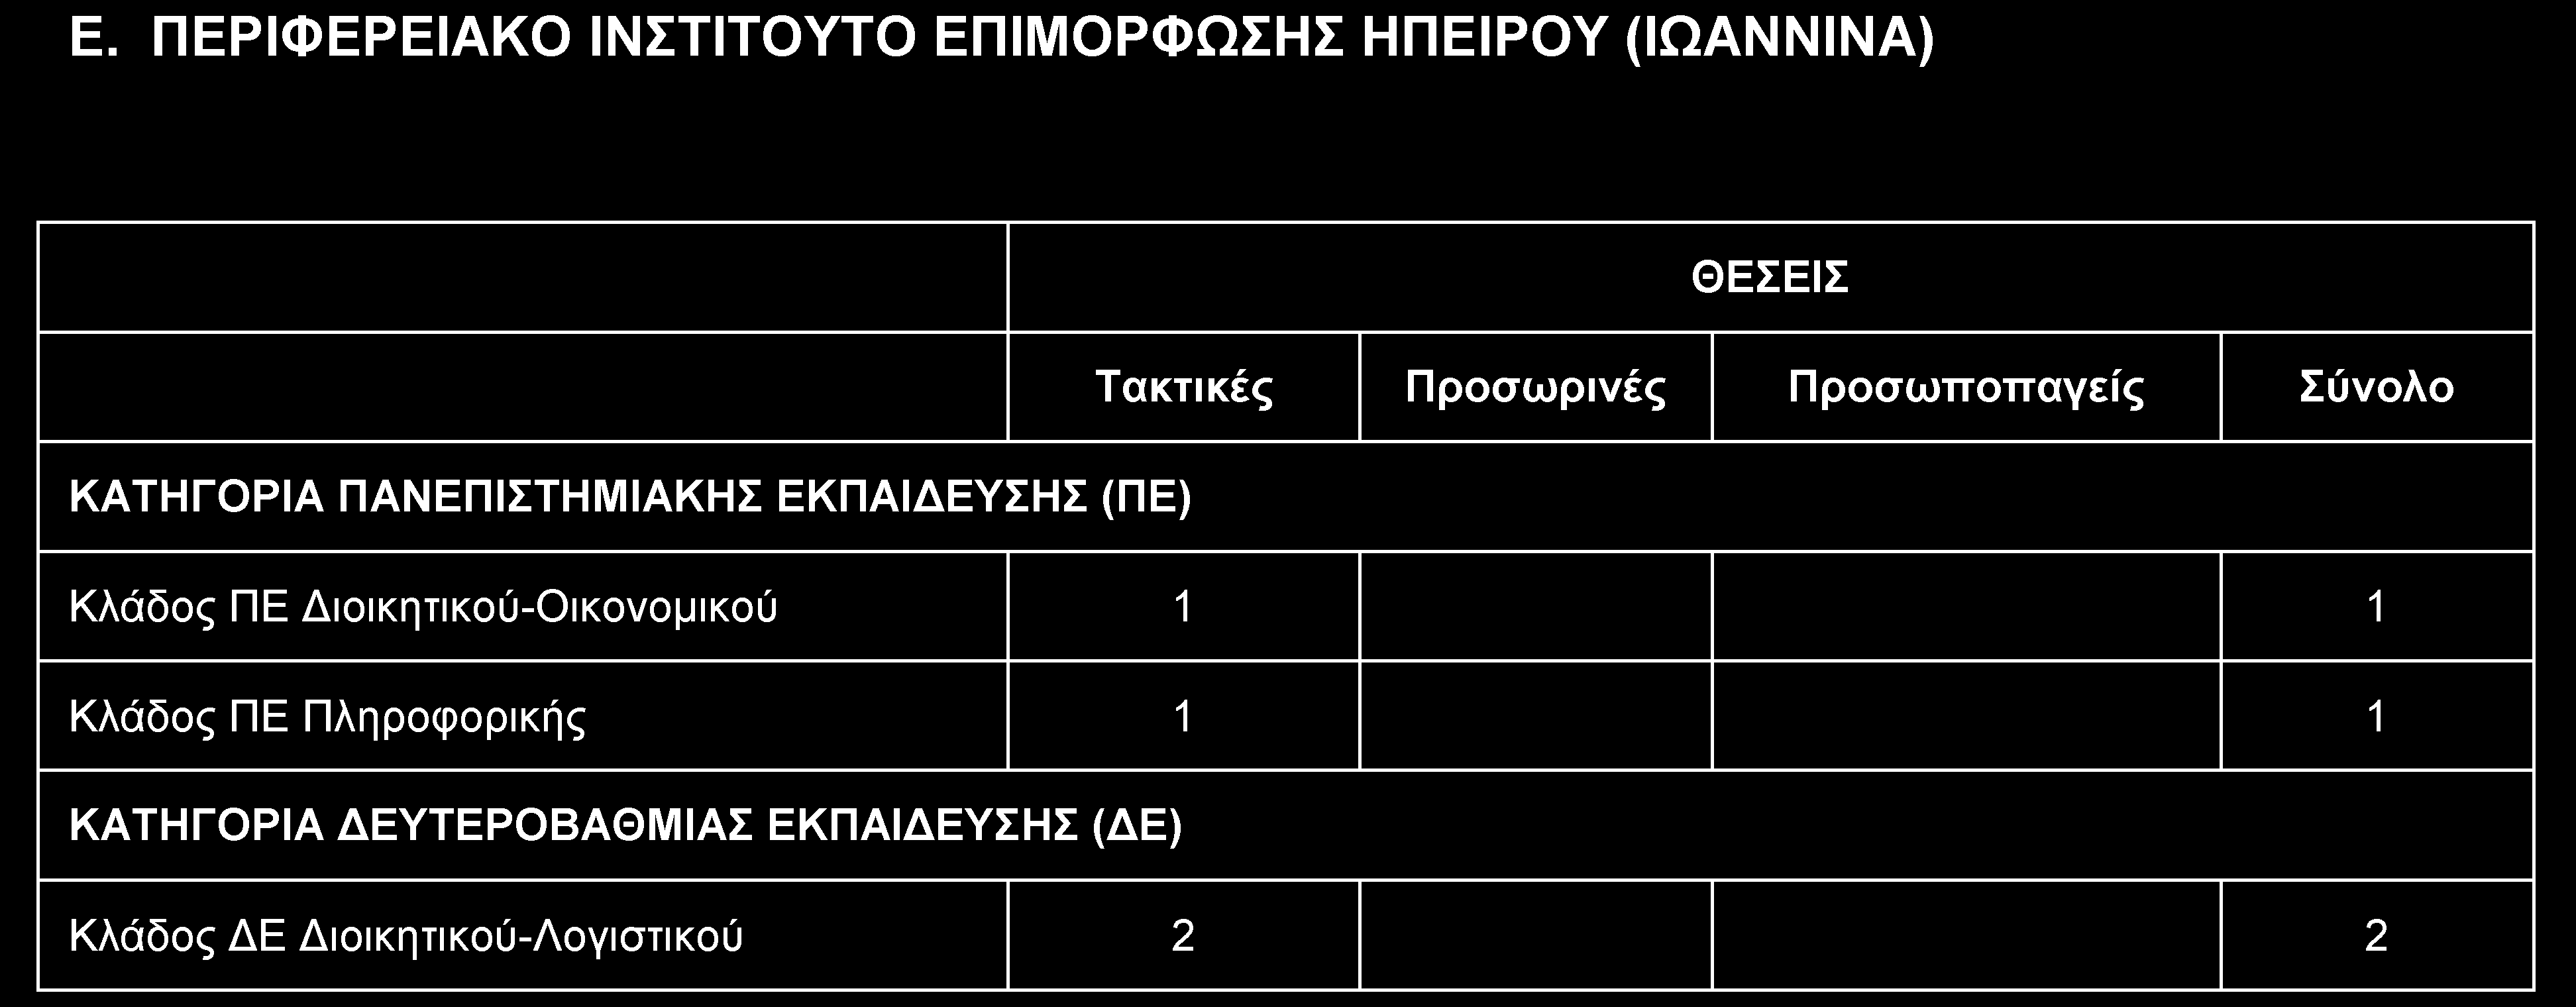 Ε. ΠΕΡΙΦΕΡΕΙΑΚΟ ΙΝΣΤΙΤΟΥΤΟ ΕΠΙΜΟΡΦΩΣΗΣ ΗΠΕΙΡΟΥ (ΙΩΑΝΝΙΝΑ)
ΘΕΣΕΙΣ
Τακτικές Προσωρινές Προσωποπαγείς Σύνολο
ΚΑΤΗΓΟΡΙΑ ΠΑΝΕΠΙΣΤΗΜΙΑΚΗΣ ΕΚΠΑΙΔΕΥΣΗΣ (ΠΕ)
Κλάδος ΠΕ Διοικητικού-Οικονομικού 1 1
Κλάδος ΠΕ Πληροφορικής 1 1
ΚΑΤΗΓΟΡΙΑ ΔΕΥΤΕΡΟΒΑΘΜΙΑΣ ΕΚΠΑΙΔΕΥΣΗΣ (ΔΕ)
Κλάδος ΔΕ Διοικητικού-Λογιστικού 2 2